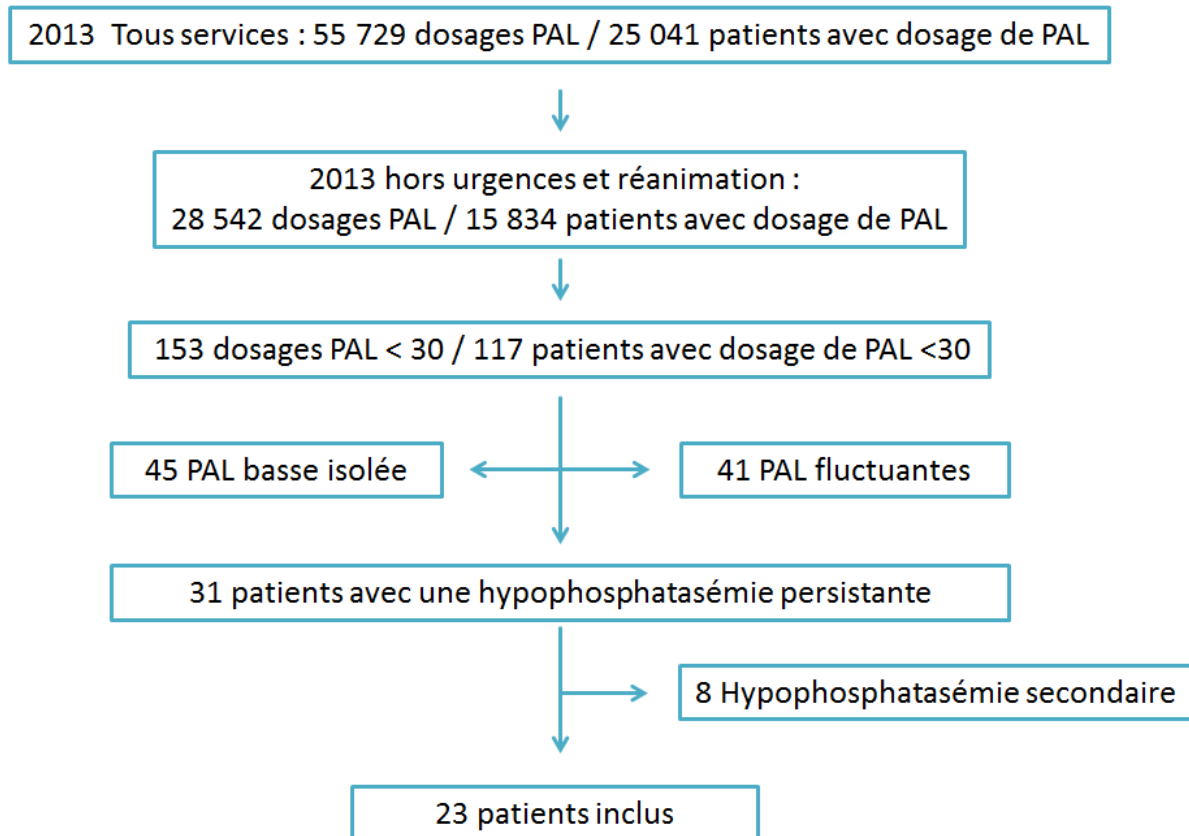 2013  Tous services : 55 729 dosages PAL / 25 041 patients avec dosage de PAL
2013 hors urgences et réanimation :
28 542 dosages PAL / 15 834 patients avec dosage de PAL
153 dosages PAL < 30 / 117 patients avec dosage de PAL <30
45 PAL basse isolée
41 PAL fluctuantes
31 patients avec une hypophosphatasémie persistante
8 Hypophosphatasémie secondaire
23 patients inclus